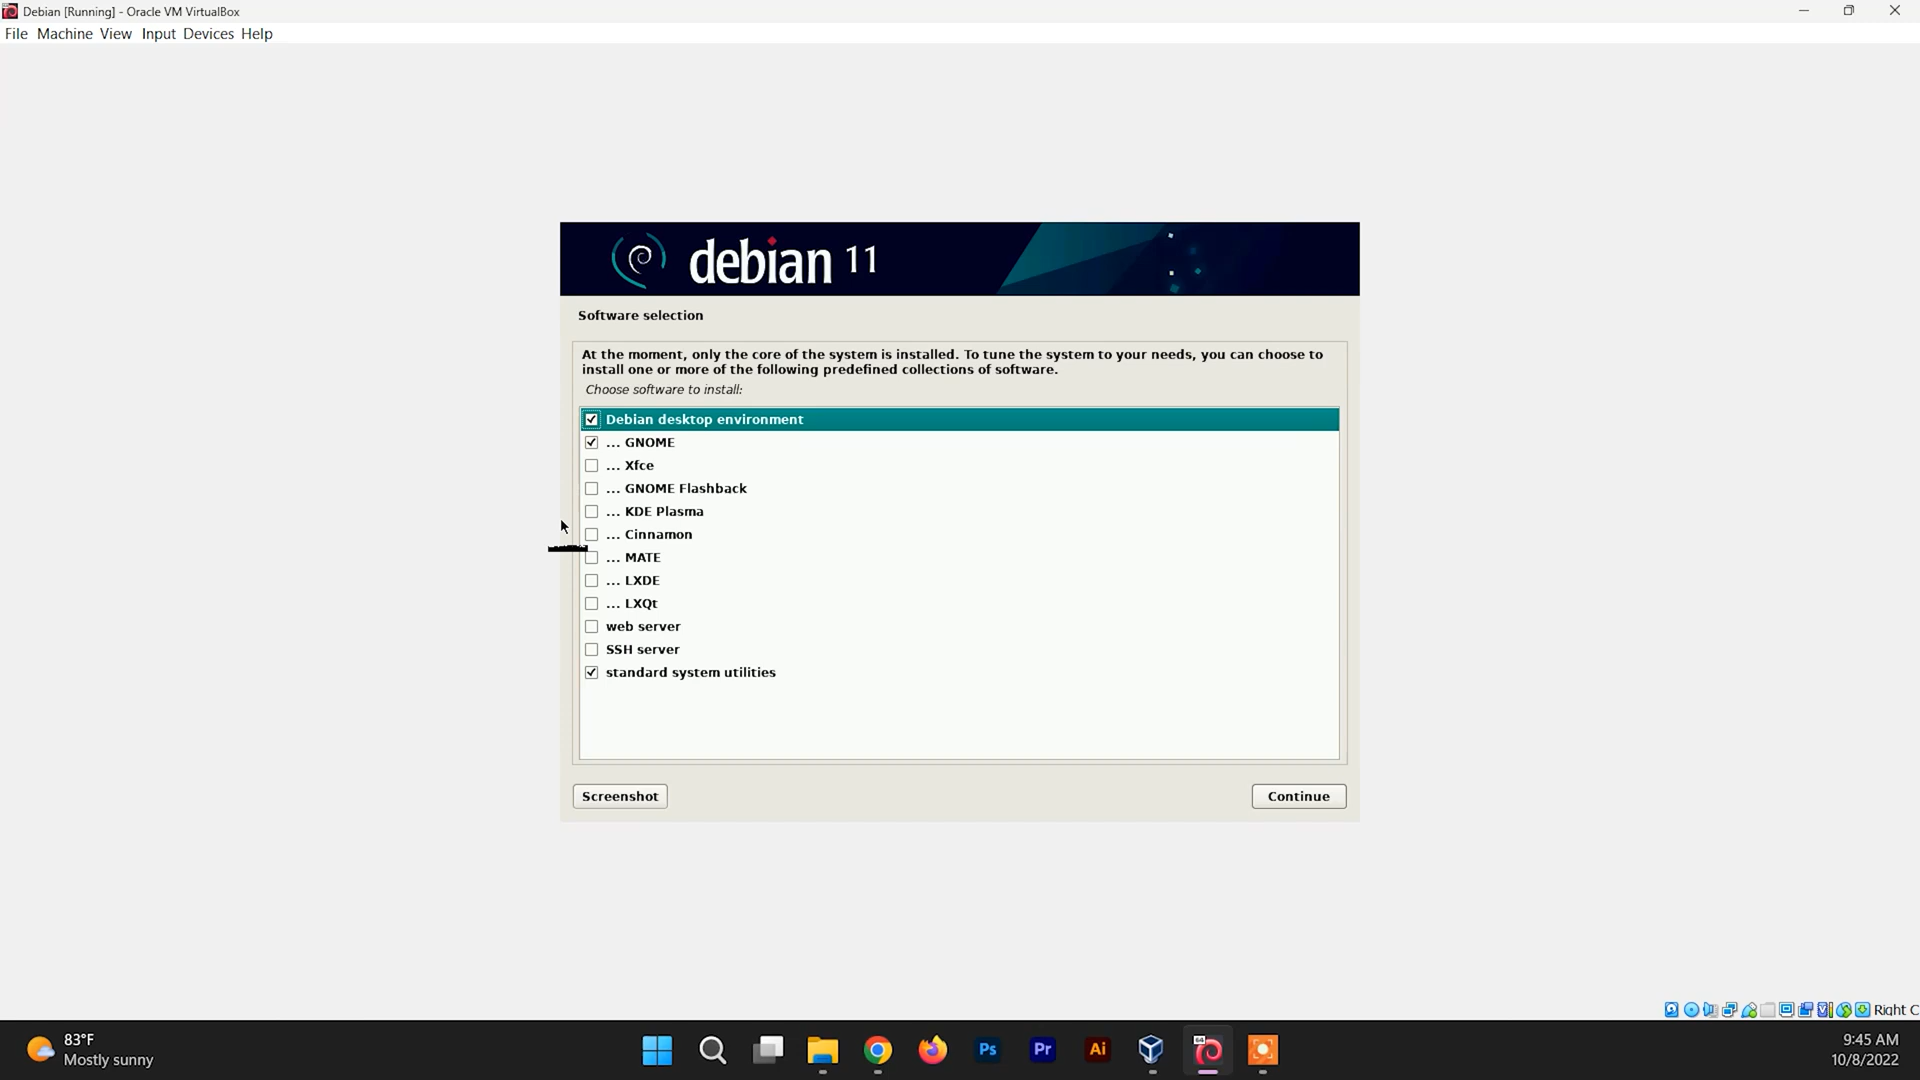 Debian [Running] - Oracle VM VirtualBox
File Machine View Input Devices Help
debian 11
Software selection
At the moment, only the core of the system is installed. To tune the system to your needs, you can choose to
install one or more of the following predefined collections of software.
Choose software to install:
Debian desktop environment
... GNOME
... Xfce
... GNOME Flashback
... KDE Plasma
... Cinnamon
... MATE
... LXDE
... LXQt
web server
SSH server
standard system utilities
Screenshot
Continue
Right C
83°F
Mostly sunny
Ps
Pr
Ai
64
9:45 AM
10/8/2022